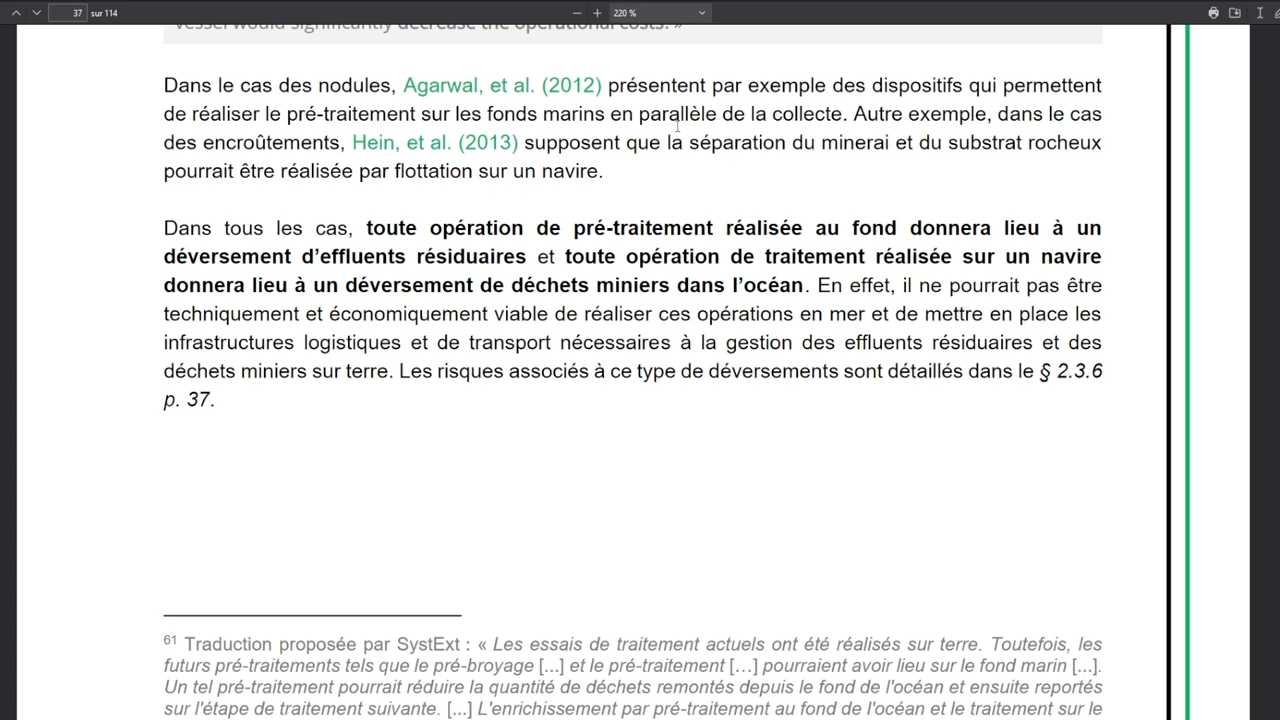 37 sur 114
220 %
vessel would significantly decrease the operational costs. »
Dans le cas des nodules, Agarwal, et al. (2012) présentent par exemple des dispositifs qui permettent
de réaliser le pré-traitement sur les fonds marins en parallèle de la collecte. Autre exemple, dans le cas
des encroûtements, Hein, et al. (2013) supposent que la séparation du minerai et du substrat rocheux
pourrait être réalisée par flottation sur un navire.
Dans tous les cas, toute opération de pré-traitement réalisée au fond donnera lieu à un
déversement d'effluents résiduaires et toute opération de traitement réalisée sur un navire
donnera lieu à un déversement de déchets miniers dans l'océan. En effet, il ne pourrait pas être
techniquement et économiquement viable de réaliser ces opérations en mer et de mettre en place les
infrastructures logistiques et de transport nécessaires à la gestion des effluents résiduaires et des
déchets miniers sur terre. Les risques associés à ce type de déversements sont détaillés dans le § 2.3.6
p. 37.
61 Traduction proposée par SystExt : « Les essais de traitement actuels ont été réalisés sur terre. Toutefois, les
futurs pré-traitements tels que le pré-broyage [...] et le pré-traitement […] pourraient avoir lieu sur le fond marin [...].
Un tel pré-traitement pourrait réduire la quantité de déchets remontés depuis le fond de l'océan et ensuite reportés
sur l'étape de traitement suivante. [...] L'enrichissement par pré-traitement au fond de l'océan et le traitement sur le